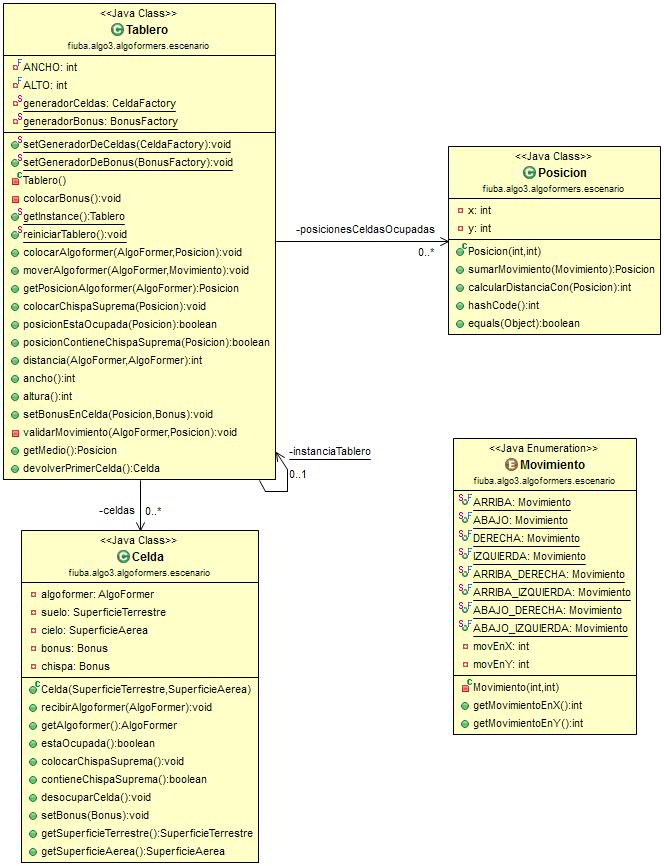 <<Java Class>>
Tablero
fiuba.algo3.algoformers.escenario
ANCHO: int
ALTO: int
generadorCeldas: CeldaFactory
generadorBonus: BonusFactory
setGeneradorDeCeldas(CeldaFactory):void
setGeneradorDeBonus(BonusFactory):void
Tablero()
colocarBonus():void
getInstance():Tablero
reiniciarTablero():void
colocarAlgoformer(AlgoFormer,Posicion):void
moverAlgoformer(AlgoFormer,Movimiento):void
getPosicionAlgoformer(AlgoFormer):Posicion
colocarChispaSuprema(Posicion):void
posicionEstaOcupada(Posicion):boolean
posicionContieneChispaSuprema(Posicion):boolean
distancia(AlgoFormer,AlgoFormer):int
ancho():int
altura():int
setBonusEnCelda(Posicion,Bonus):void
validarMovimiento(AlgoFormer,Posicion):void
getMedio():Posicion
devolverPrimerCelda():Celda
-posicionesCeldasOcupadas
0..*
<<Java Class>>
Posicion
fiuba.algo3.algoformers.escenario
x: int
y: int
Posicion(int,int)
sumarMovimiento(Movimiento):Posicion
calcularDistanciaCon(Posicion):int
hashCode():int
equals(Object):boolean
-instanciaTablero
0..1
-celdas
0..*
<<Java Class>>
Celda
fiuba.algo3.algoformers.escenario
algoformer: AlgoFormer
suelo: SuperficieTerrestre
cielo: SuperficieAerea
bonus: Bonus
chispa: Bonus
Celda(SuperficieTerrestre,SuperficieAerea)
recibirAlgoformer(AlgoFormer):void
getAlgoformer():AlgoFormer
estaOcupada():boolean
colocarChispaSuprema():void
contieneChispaSuprema():boolean
desocuparCelda():void
setBonus(Bonus):void
getSuperficieTerrestre():SuperficieTerrestre
getSuperficieAerea():SuperficieAerea
<<Java Enumeration>>
Movimiento
fiuba.algo3.algoformers.escenario
ARRIBA: Movimiento
ABAJO: Movimiento
DERECHA: Movimiento
IZQUIERDA: Movimiento
ARRIBA_DERECHA: Movimiento
ARRIBA_IZQUIERDA: Movimiento
ABAJO_DERECHA: Movimiento
ABAJO_IZQUIERDA: Movimiento
movEnX: int
movEnY: int
Movimiento(int,int)
getMovimientoEnX():int
getMovimientoEnY():int